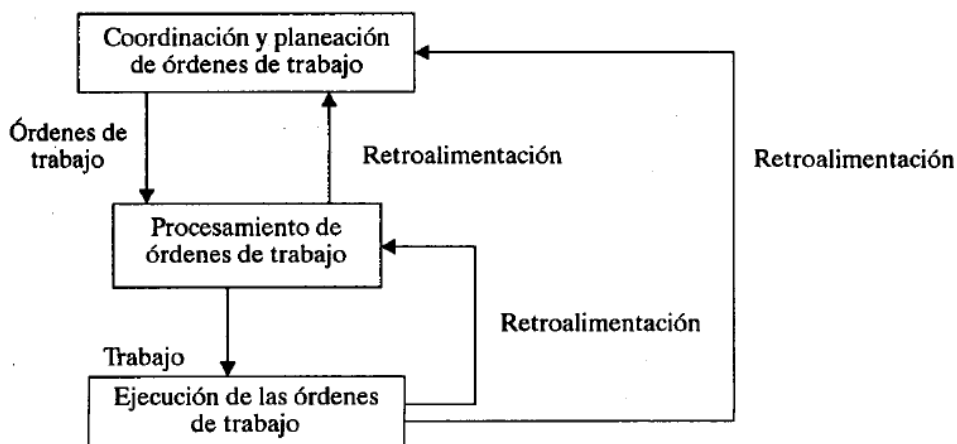 Coordinación y planeación
de órdenes de trabajo
Órdenes de
trabajo
Retroalimentación
Retroalimentación
Procesamiento de
órdenes de trabajo
Retroalimentación
Trabajo
Ejecución de las órdenes
de trabajo